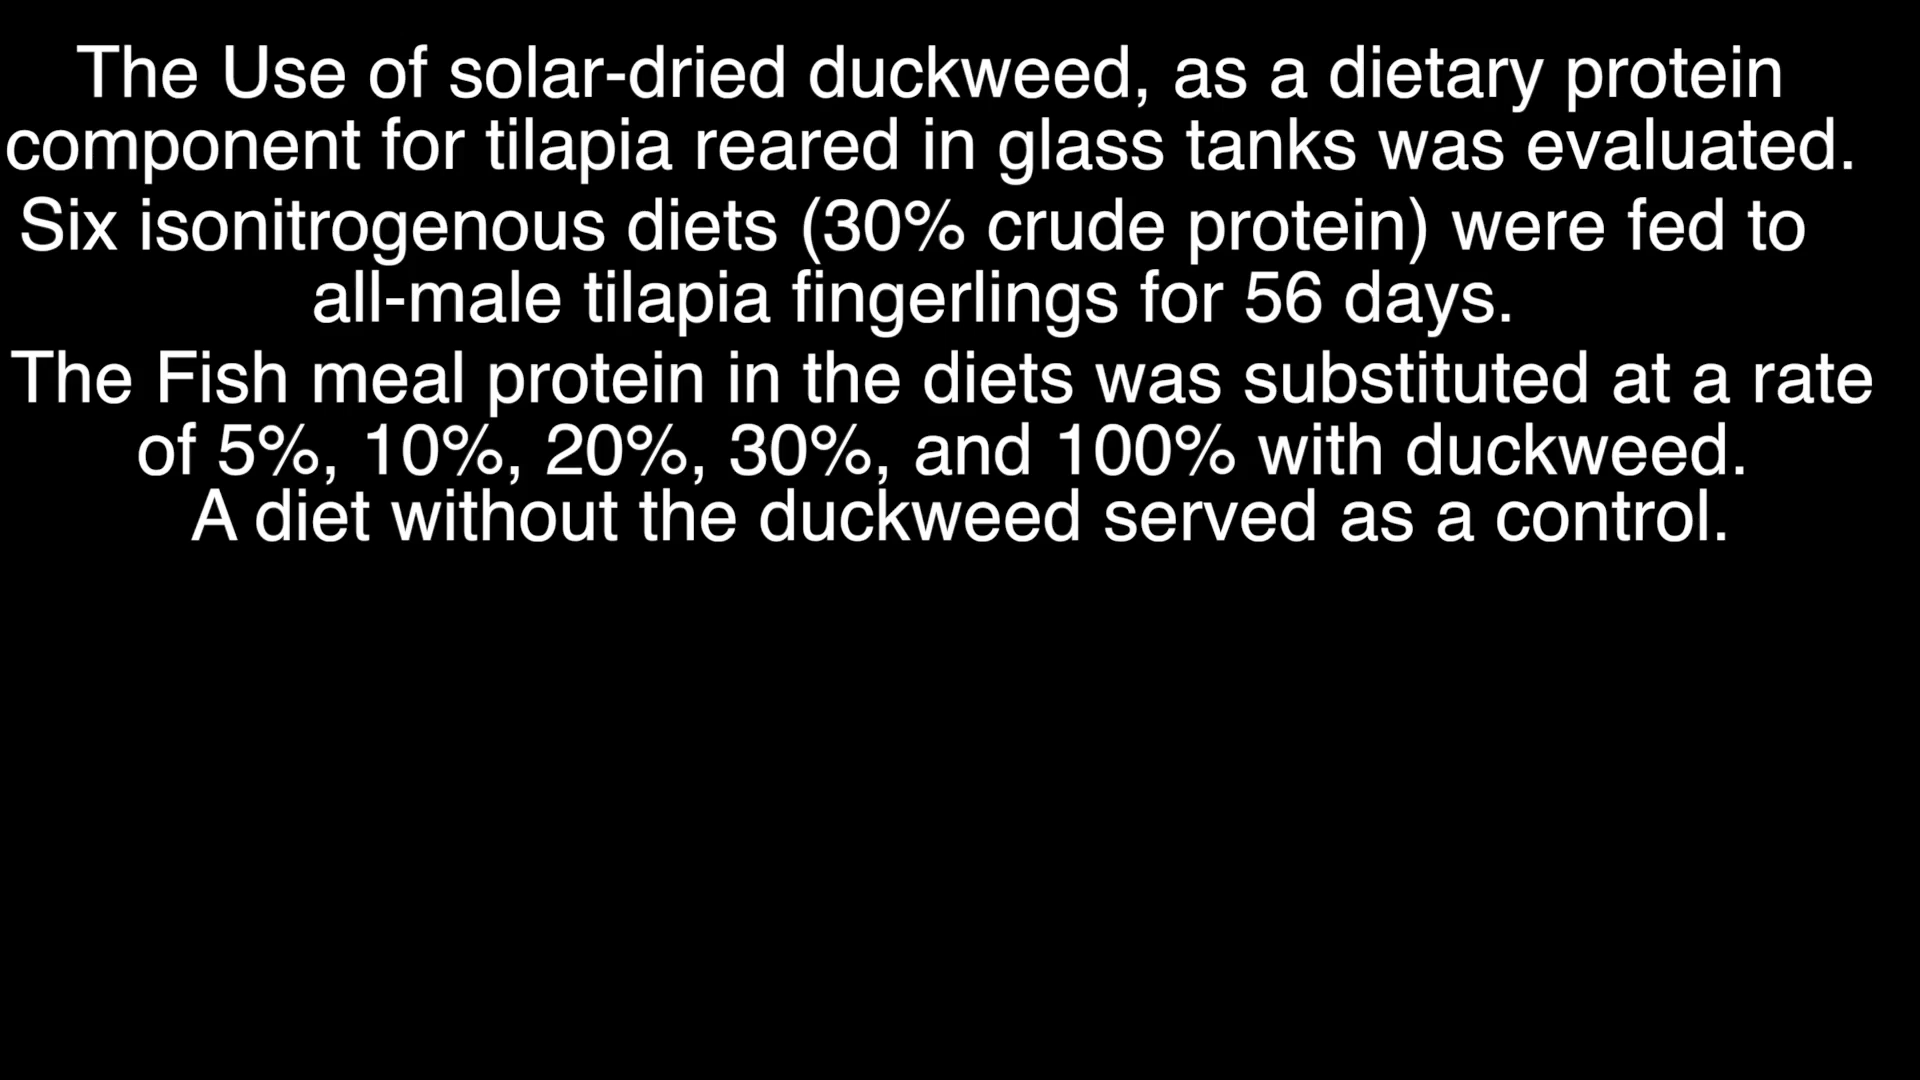 The Use of solar-dried duckweed, as a dietary protein
component for tilapia reared in glass tanks was evaluated.
Six isonitrogenous diets (30% crude protein) were fed to
all-male tilapia fingerlings for 56 days.
The Fish meal protein in the diets was substituted at a rate
of 5%, 10%, 20%, 30%, and 100% with duckweed.
A diet without the duckweed served as a control.